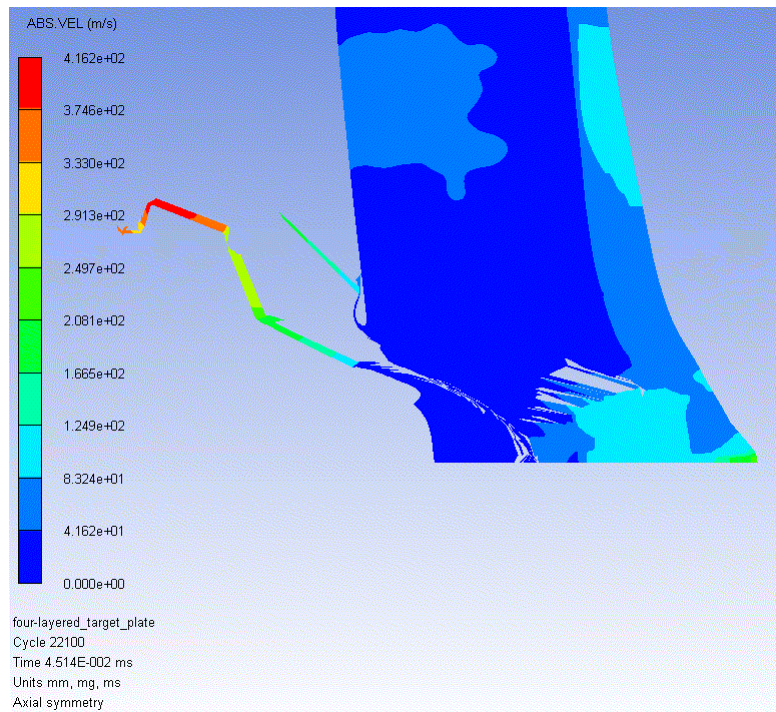 ABS.VEL (m/s)
4.162e+02
3.746e+02
3.330e+02
2.913e+02
2.497e+02
2.081e+02
1.665e+02
1.249e+02
8.324e+01
4.162e+01
0.000e+00
four-layered_target_plate
Cycle 22100
Time 4.514E-002 ms
Units mm, mg, ms
Axial symmetry